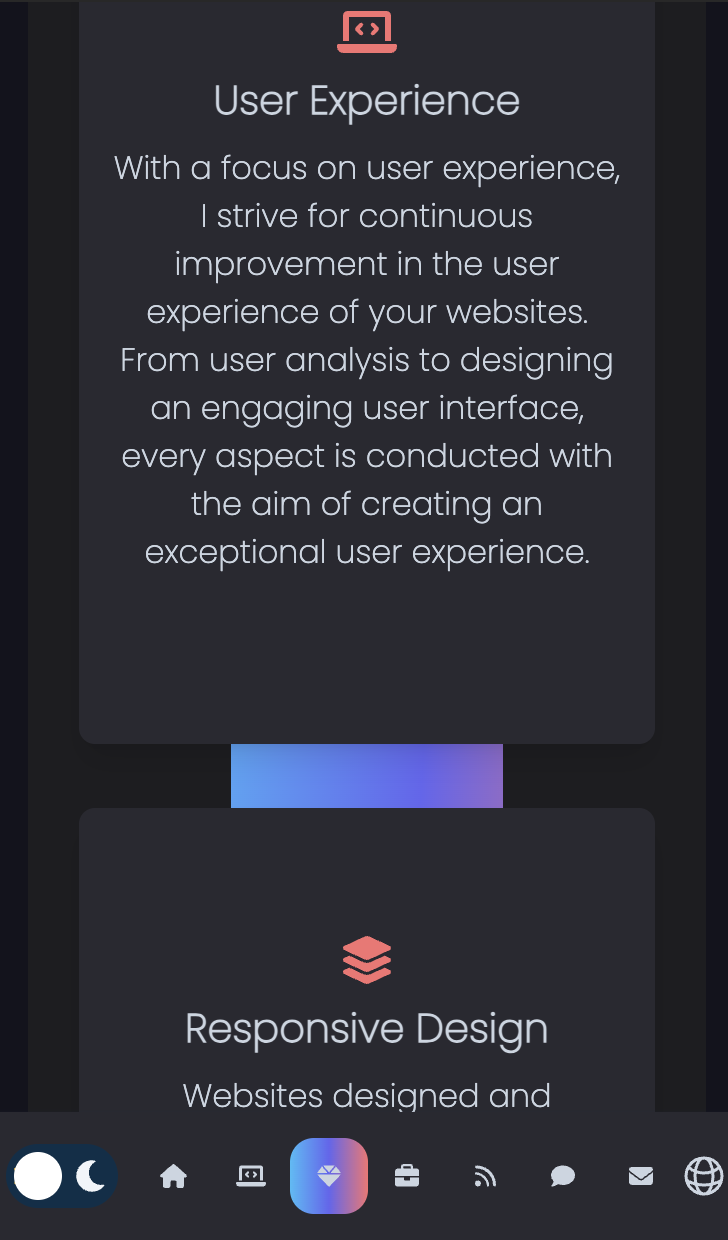 User Experience
With a focus on user experience,
I strive for continuous
improvement in the user
experience of your websites.
From user analysis to designing
an engaging user interface,
every aspect is conducted with
the aim of creating an
exceptional user experience.
Responsive Design
Websites designed and